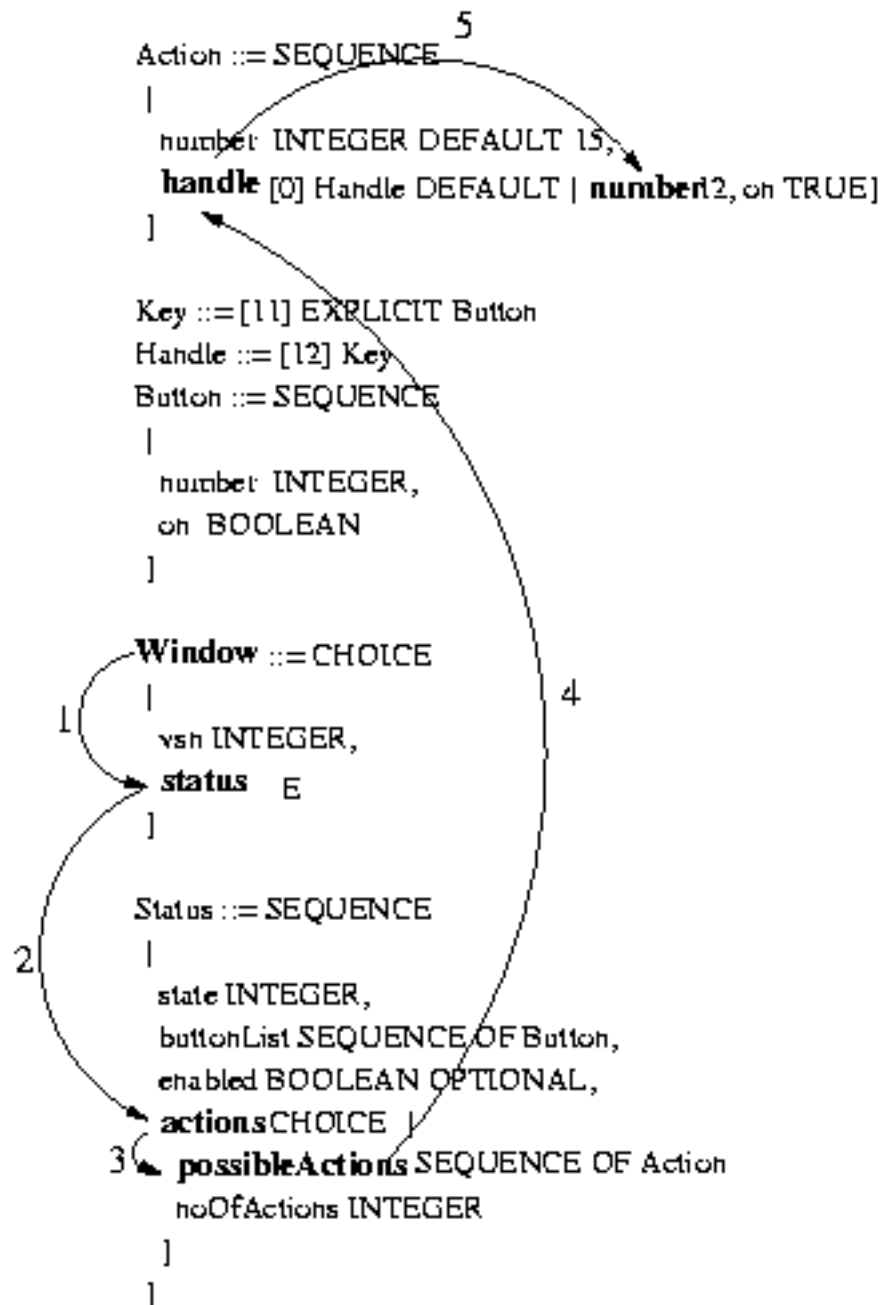 5
Action ::= SEQUENCE
|
number INTEGER DEFAULT 15,
handle [0] Handle DEFAULT | number12, on TRUE]
]
Key ::= [11] EXPLICIT Button
Handle ::= [12] Key
Button ::= SEQUENCE
|
number INTEGER,
on BOOLEAN
]
Window ::= CHOICE
|
4
1
vsn INTEGER,
status E
]
Status ::= SEQUENCE
|
2
state INTEGER,
buttonList SEQUENCE OF Button,
enabled BOOLEAN OPTIONAL,
actions CHOICE |
3
possibleActions SEQUENCE OF Action
noOfActions INTEGER
]
]